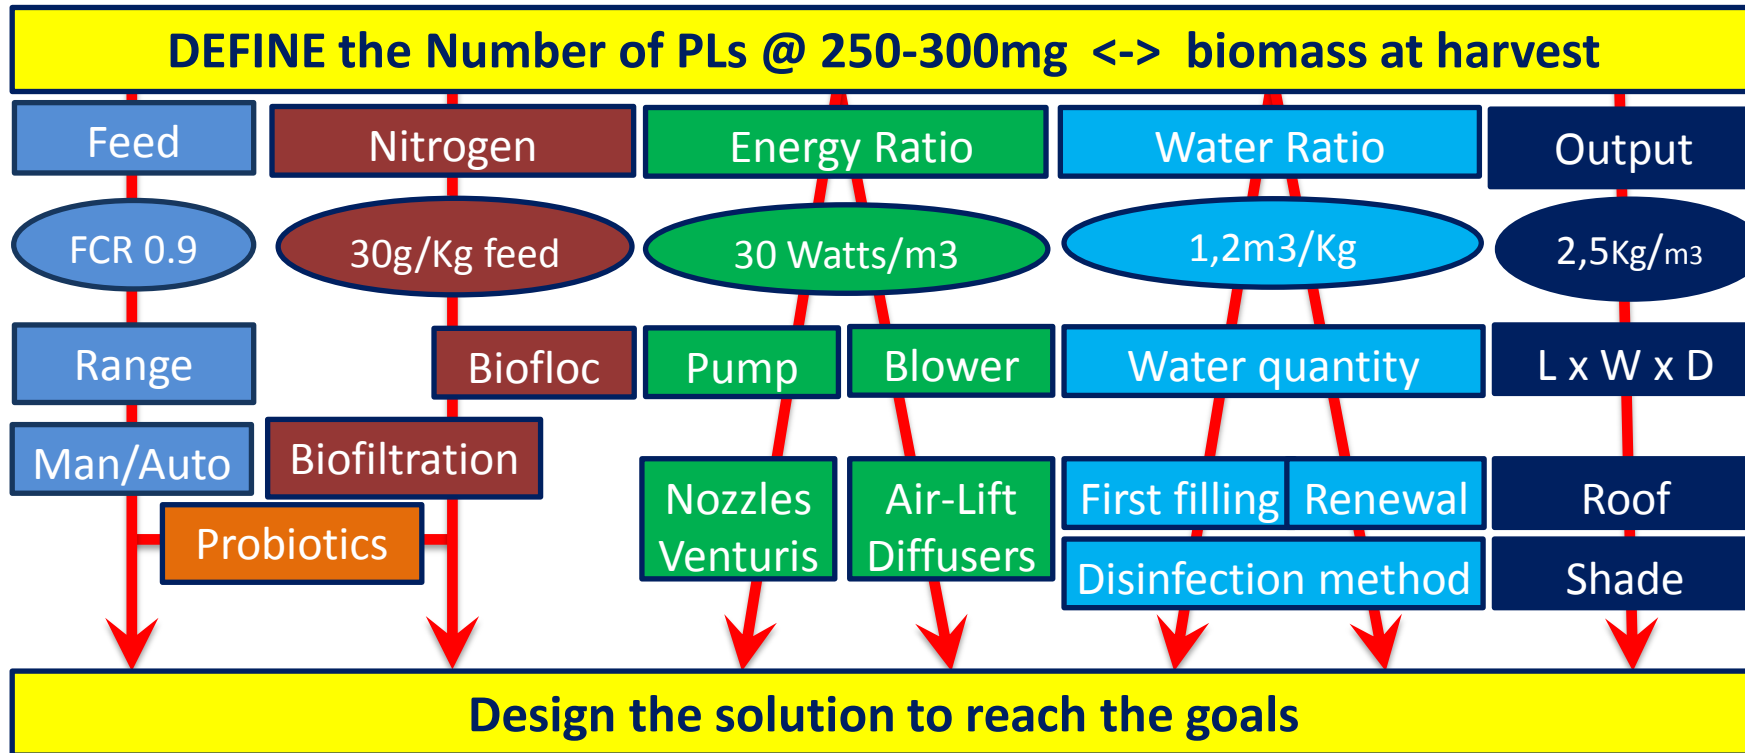 DEFINE the Number of PLs @ 250-300mg <-> biomass at harvest
Feed
Nitrogen
Energy Ratio
Water Ratio
Output
FCR 0.9
30g/Kg feed
30 Watts/m3
1,2m3/Kg
2,5Kg/m3
Range
Biofloc
Pump
Blower
Water quantity
L x W x D
Man/Auto
Biofiltration
Nozzles
Venturis
Air-Lift
Diffusers
First filling
Renewal
Roof
Probiotics
Disinfection method
Shade
Design the solution to reach the goals